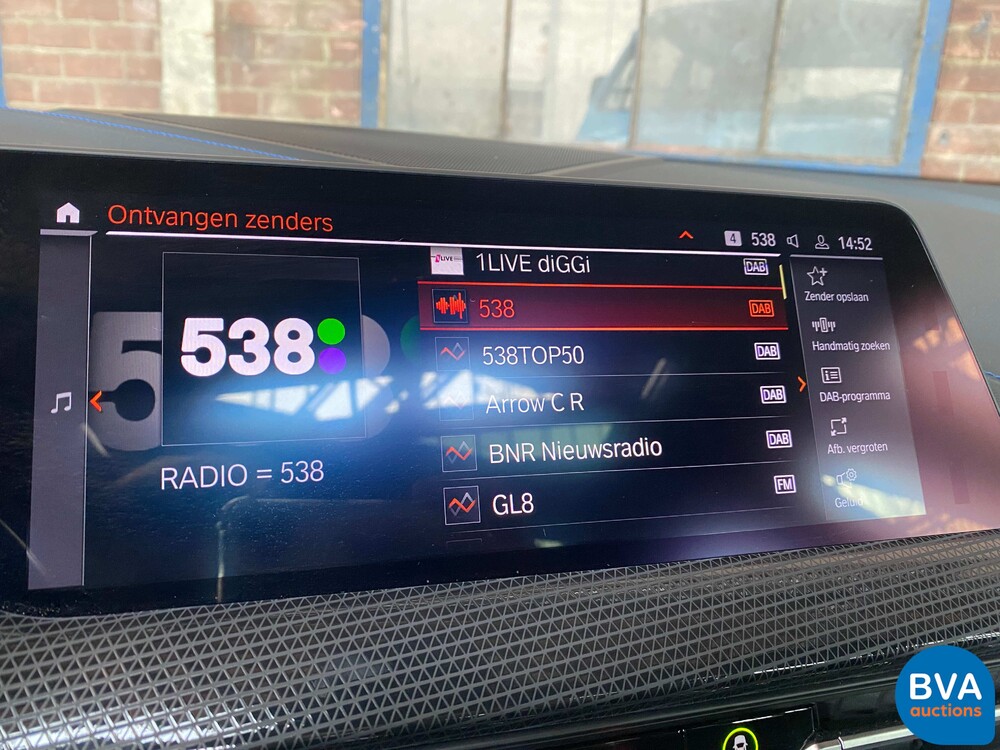 Ontvangen zenders
4 538 14:52
538
RADIO = 538
1LIVE
1LIVE diGGi DAB
538 DAB
538TOP50 DAB
Arrow C R DAB
BNR Nieuwsradio DAB
GL8 FM
Zender opslaan
Handmatig zoeken
DAB-programma
Afb. vergroten
Geluid
BVA
auctions